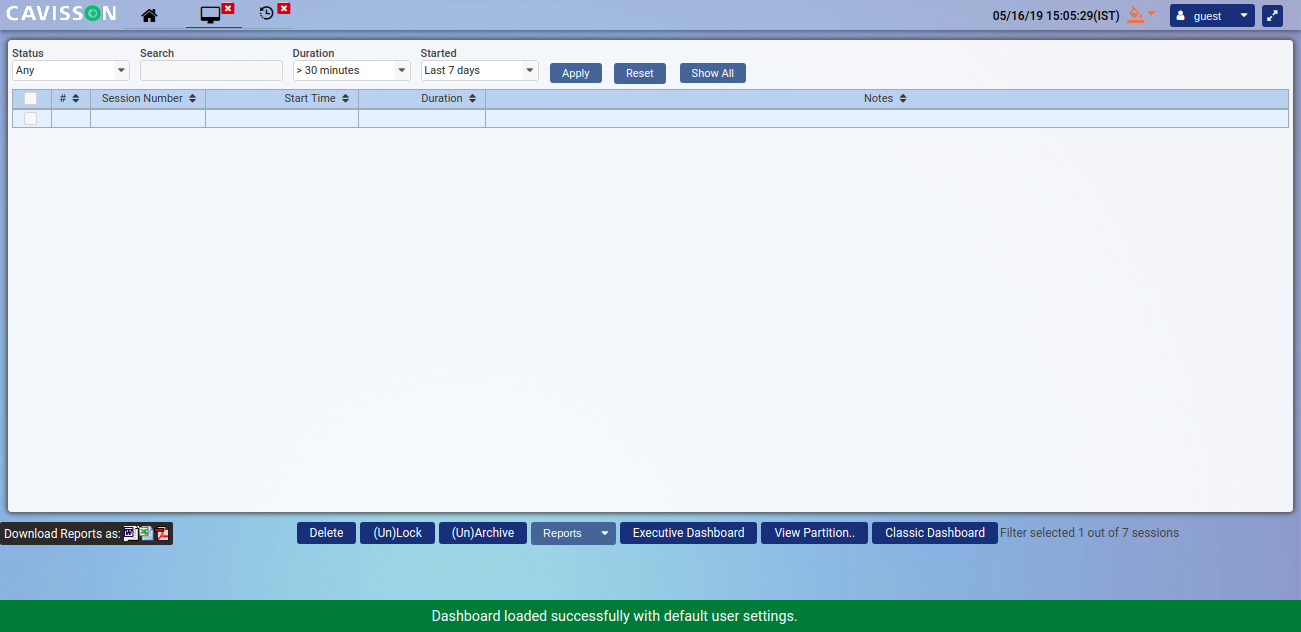 CAVISSON
05/16/19 15:05:29(IST)
guest
Status
Search
Duration
Started
Any
> 30 minutes
Last 7 days
Apply
Reset
Show All
#
Session Number
Start Time
Duration
Notes
Download Reports as:
Delete
(Un)Lock
(Un)Archive
Reports
Executive Dashboard
View Partition..
Classic Dashboard
Filter selected 1 out of 7 sessions
Dashboard loaded successfully with default user settings.